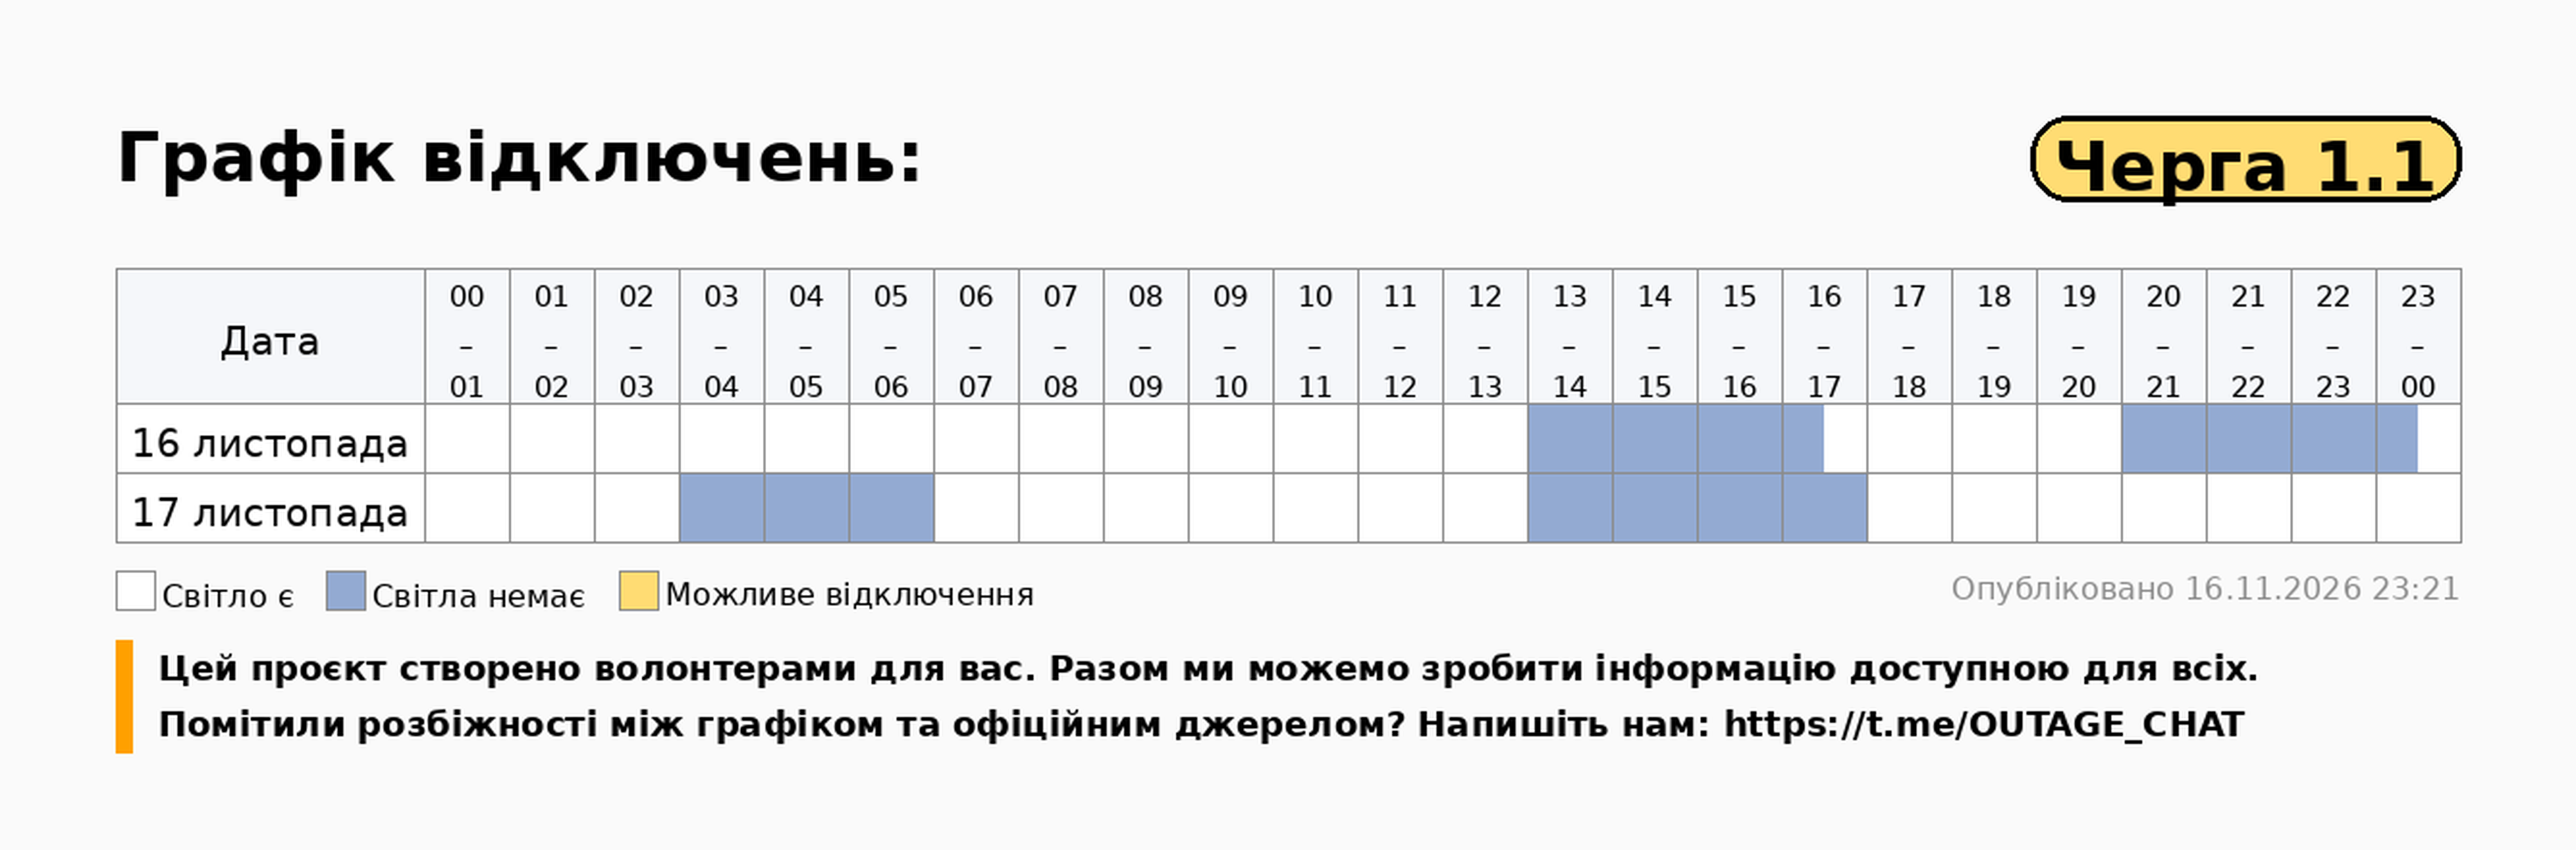 Графік відключень:
Черга 1.1
Дата 00 – 01 01 – 02 02 – 03 03 – 04 04 – 05 05 – 06 06 – 07 07 – 08 08 – 09 09 – 10 10 – 11 11 – 12 12 – 13 13 – 14 14 – 15 15 – 16 16 – 17 17 – 18 18 – 19 19 – 20 20 – 21 21 – 22 22 – 23 23 – 00
16 листопада
17 листопада
Світло є Світла немає Можливе відключення
Опубліковано 16.11.2026 23:21
Цей проєкт створено волонтерами для вас. Разом ми можемо зробити інформацію доступною для всіх.
Помітили розбіжності між графіком та офіційним джерелом? Напишіть нам: https://t.me/OUTAGE_CHAT